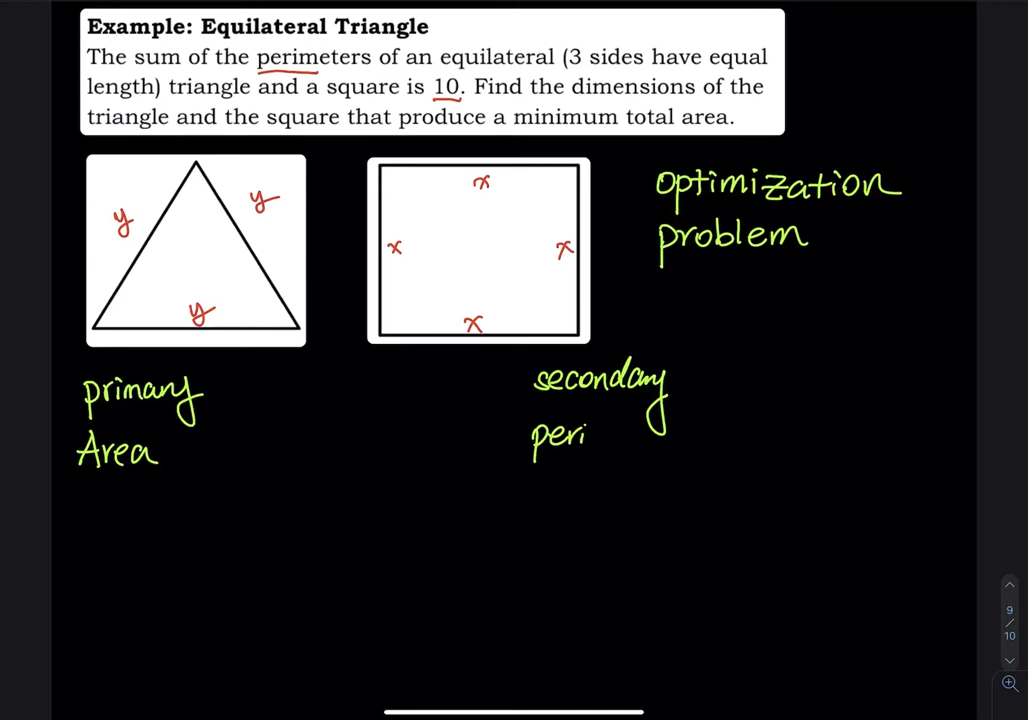 Example: Equilateral Triangle
The sum of the perimeters of an equilateral (3 sides have equal
length) triangle and a square is 10. Find the dimensions of the
triangle and the square that produce a minimum total area.
y
y
y
x
x
x
x
optimization
problem
primary
Area
secondary
peri
9
/
10